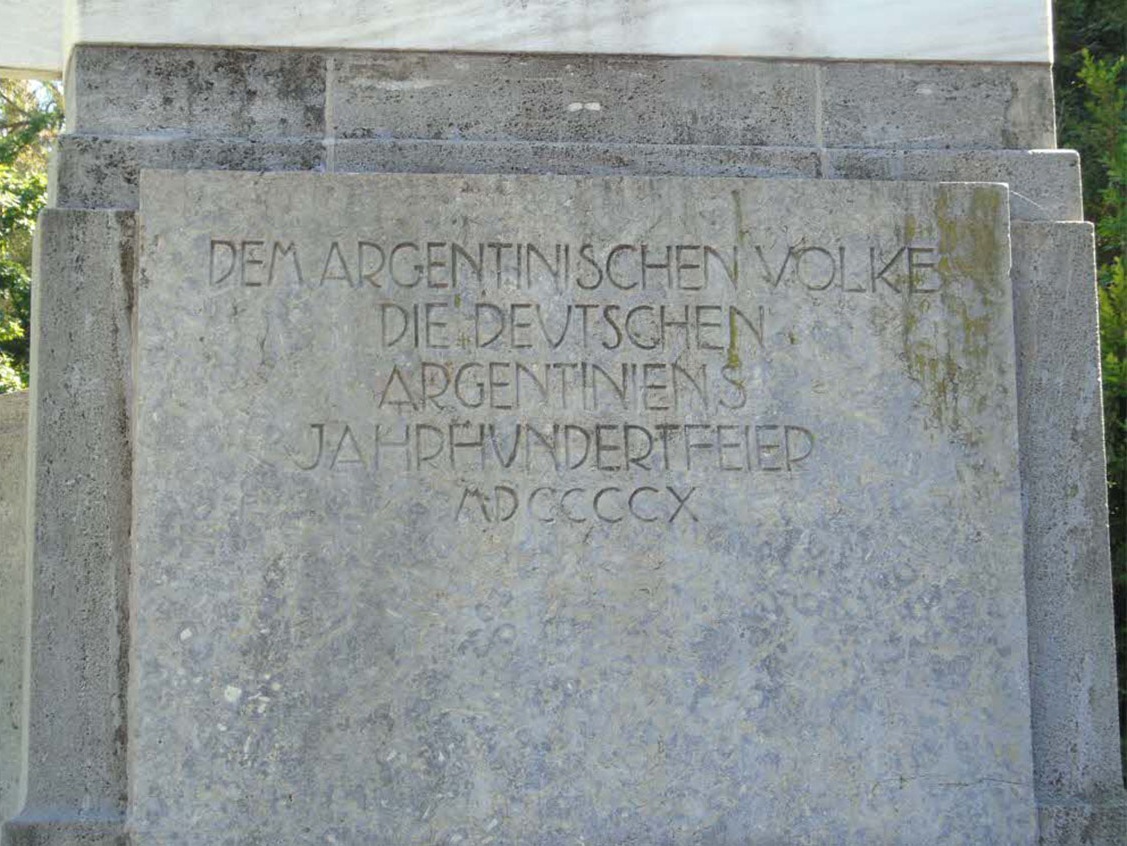 DEM ARGENTINISCHEN VOLKE
DIE DEVTSCHEN
ARGENTINIENS
JAHRHVNDERTFEIER
MDCCCCX